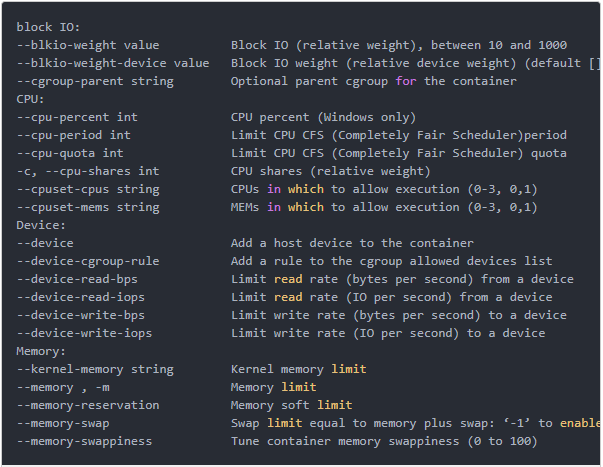 block IO:
--blkio-weight value Block IO (relative weight), between 10 and 1000
--blkio-weight-device value Block IO weight (relative device weight) (default []
--cgroup-parent string Optional parent cgroup for the container
CPU:
--cpu-percent int CPU percent (Windows only)
--cpu-period int Limit CPU CFS (Completely Fair Scheduler)period
--cpu-quota int Limit CPU CFS (Completely Fair Scheduler) quota
-c, --cpu-shares int CPU shares (relative weight)
--cpuset-cpus string CPUs in which to allow execution (0-3, 0,1)
--cpuset-mems string MEMs in which to allow execution (0-3, 0,1)
Device:
--device Add a host device to the container
--device-cgroup-rule Add a rule to the cgroup allowed devices list
--device-read-bps Limit read rate (bytes per second) from a device
--device-read-iops Limit read rate (IO per second) from a device
--device-write-bps Limit write rate (bytes per second) to a device
--device-write-iops Limit write rate (IO per second) to a device
Memory:
--kernel-memory string Kernel memory limit
--memory , -m Memory limit
--memory-reservation Memory soft limit
--memory-swap Swap limit equal to memory plus swap: ‘-1’ to enable
--memory-swappiness Tune container memory swappiness (0 to 100)